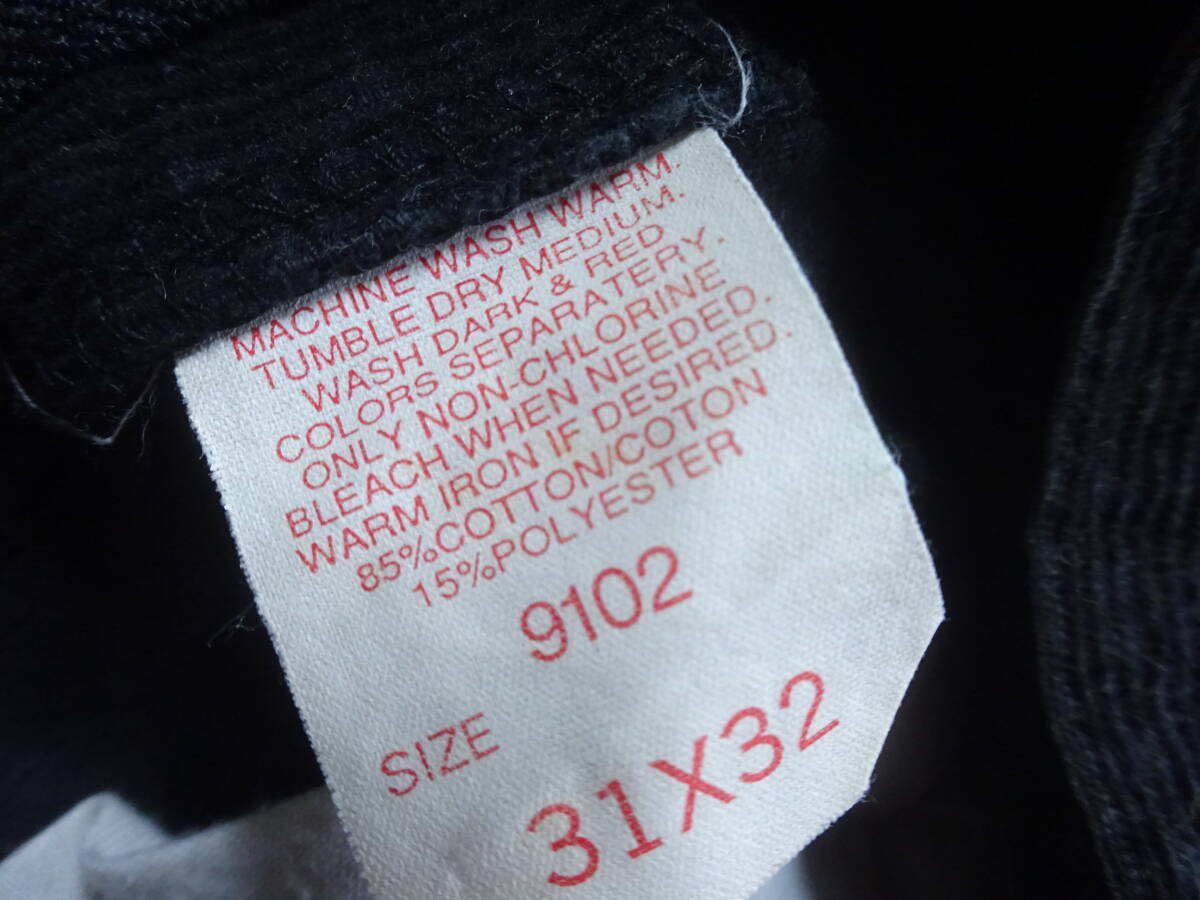 MACHINE WASH WARM.
TUMBLE DRY MEDIUM.
WASH DARK & RED
COLORS SEPARATERY.
ONLY NON-CHLORINE
BLEACH WHEN NEEDED.
WARM IRON IF DESIRED.
85%COTTON/COTON
15%POLYESTER
9102
SIZE
31X32